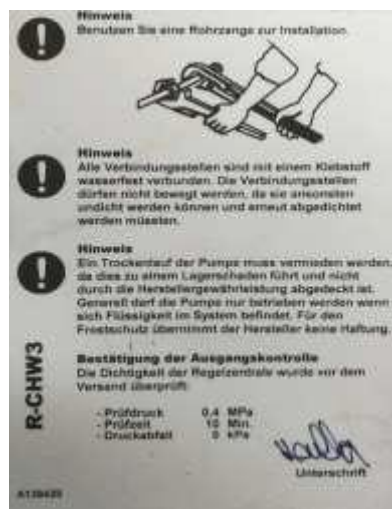 Hinweis
Benutzen Sie eine Rohrzange zur Installation.
Hinweis
Alle Verbindungsstellen sind mit einem Klebstoff
wasserfest verbunden. Die Verbindungsstellen
dürfen nicht bewegt werden, da sie ansonsten
undicht werden können und erneut abgedichtet
werden müssten.
Hinweis
Ein Trockenlauf der Pumpe muss vermieden werden,
da dies zu einem Lagerschaden führt und nicht
durch die Herstellergewährleistung abgedeckt ist.
Generell darf die Pumpe nur betrieben werden wenn
sich Flüssigkeit im System befindet. Für den
Frostschutz übernimmt der Hersteller keine Haftung.
R-CHW3
Bestätigung der Ausgangskontrolle
Die Dichtigkeit der Regelzentrale wurde vor dem
Versand überprüft:
- Prüfdruck 0.4 MPa
- Prüfzeit 10 Min.
- Druckabfall 0 kPa
Unterschrift